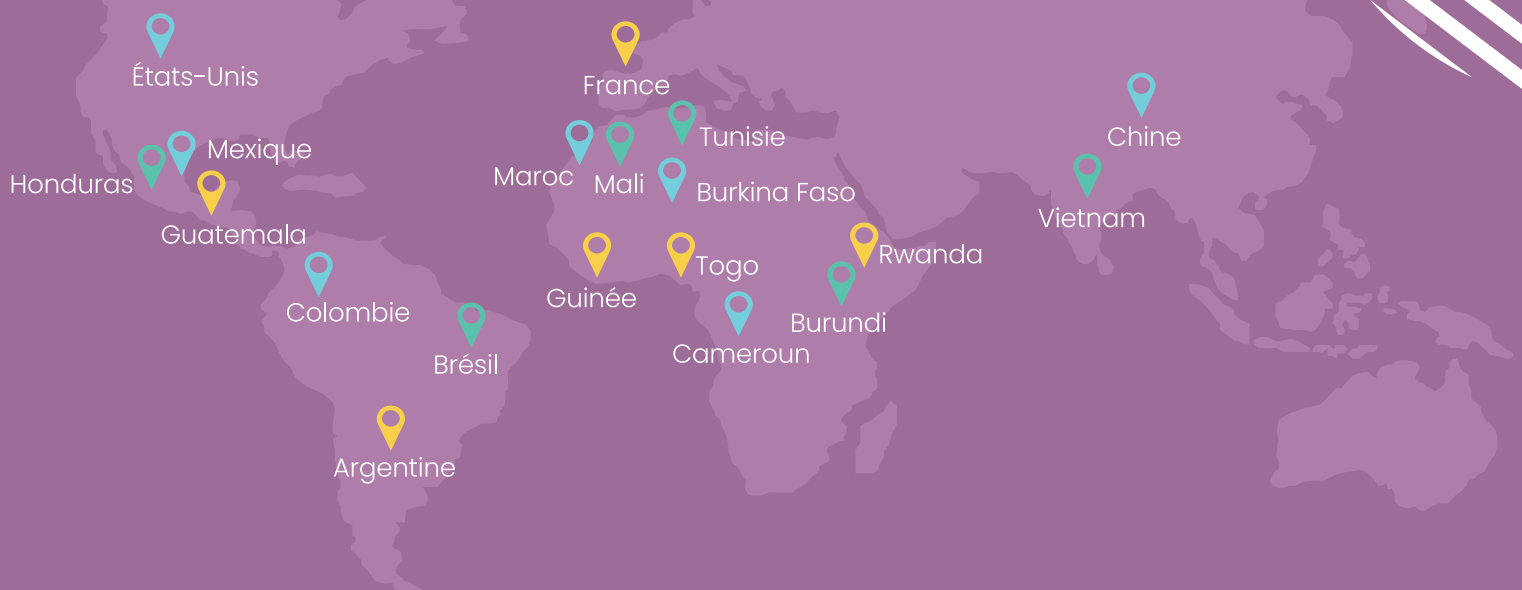 États-Unis
France
Chine
Tunisie
Mexique
Honduras
Maroc
Mali
Burkina Faso
Vietnam
Guatemala
Rwanda
Togo
Guinée
Colombie
Burundi
Cameroun
Brésil
Argentine